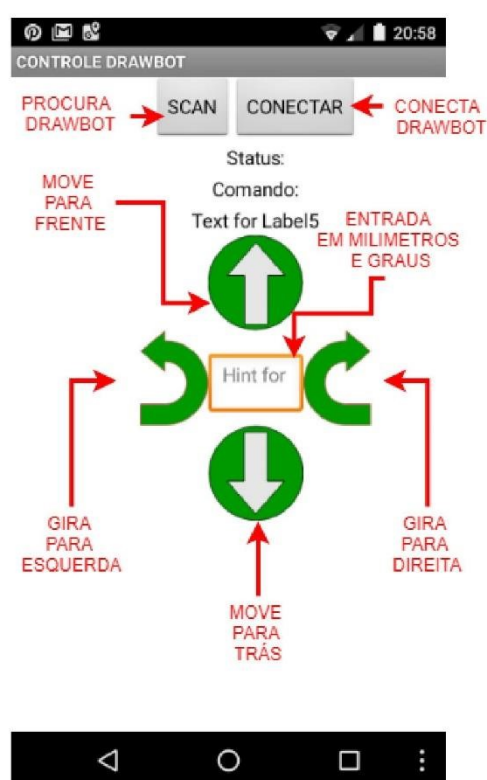 20:58
CONTROLE DRAWBOT
PROCURA
DRAWBOT
SCAN
CONECTAR
CONECTA
DRAWBOT
Status:
Comando:
Text for Label5
MOVE
PARA
FRENTE
ENTRADA
EM MILIMETROS
E GRAUS
Hint for
GIRA
PARA
ESQUERDA
GIRA
PARA
DIREITA
MOVE
PARA
TRÁS